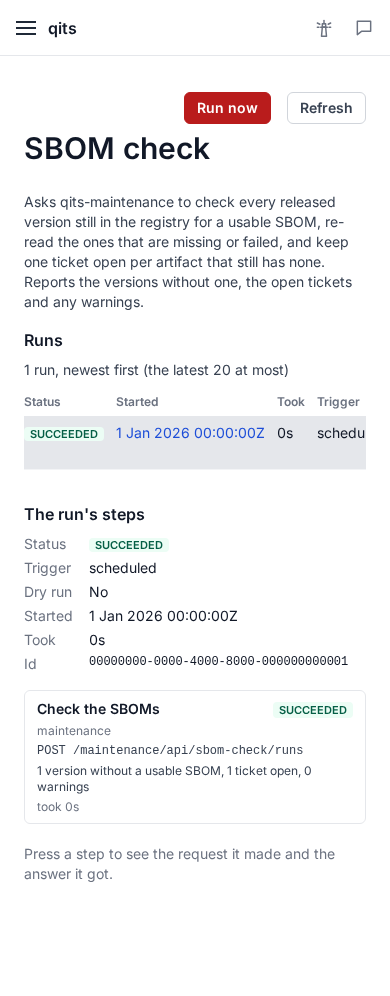 qits
Run now
Refresh
SBOM check
Asks qits-maintenance to check every released
version still in the registry for a usable SBOM, re-
read the ones that are missing or failed, and keep
one ticket open per artifact that still has none.
Reports the versions without one, the open tickets
and any warnings.
Runs
1 run, newest first (the latest 20 at most)
Status Started Took Trigger
SUCCEEDED 1 Jan 2026 00:00:00Z 0s schedu
The run's steps
Status SUCCEEDED
Trigger scheduled
Dry run No
Started 1 Jan 2026 00:00:00Z
Took 0s
Id 00000000-0000-4000-8000-000000000001
Check the SBOMs SUCCEEDED
maintenance
POST /maintenance/api/sbom-check/runs
1 version without a usable SBOM, 1 ticket open, 0
warnings
took 0s
Press a step to see the request it made and the
answer it got.